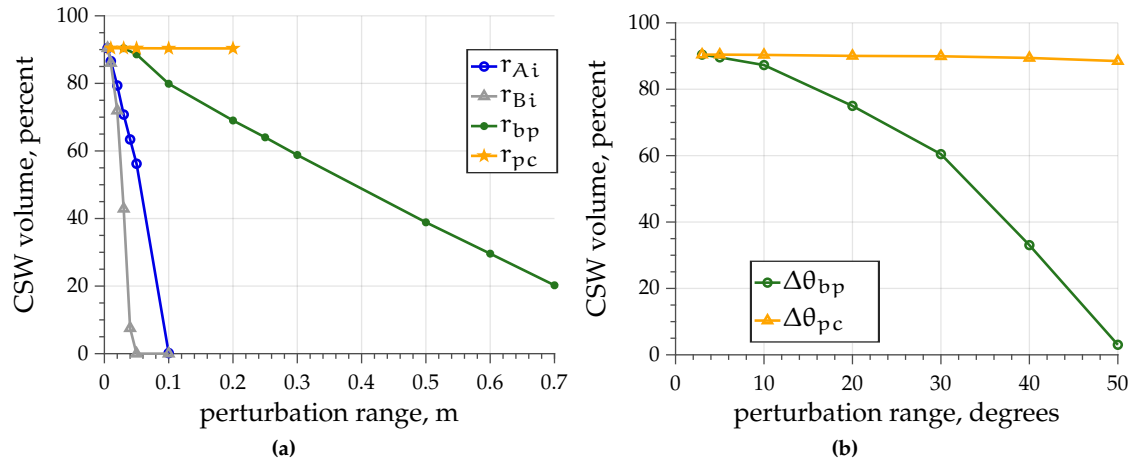 100
80
60
40
20
0
CSW volume, percent
0 0.1 0.2 0.3 0.4 0.5 0.6 0.7
perturbation range, m
r_Ai
r_Bi
r_bp
r_pc
(a)
100
80
60
40
20
0
CSW volume, percent
0 10 20 30 40 50
perturbation range, degrees
Δθ_bp
Δθ_pc
(b)